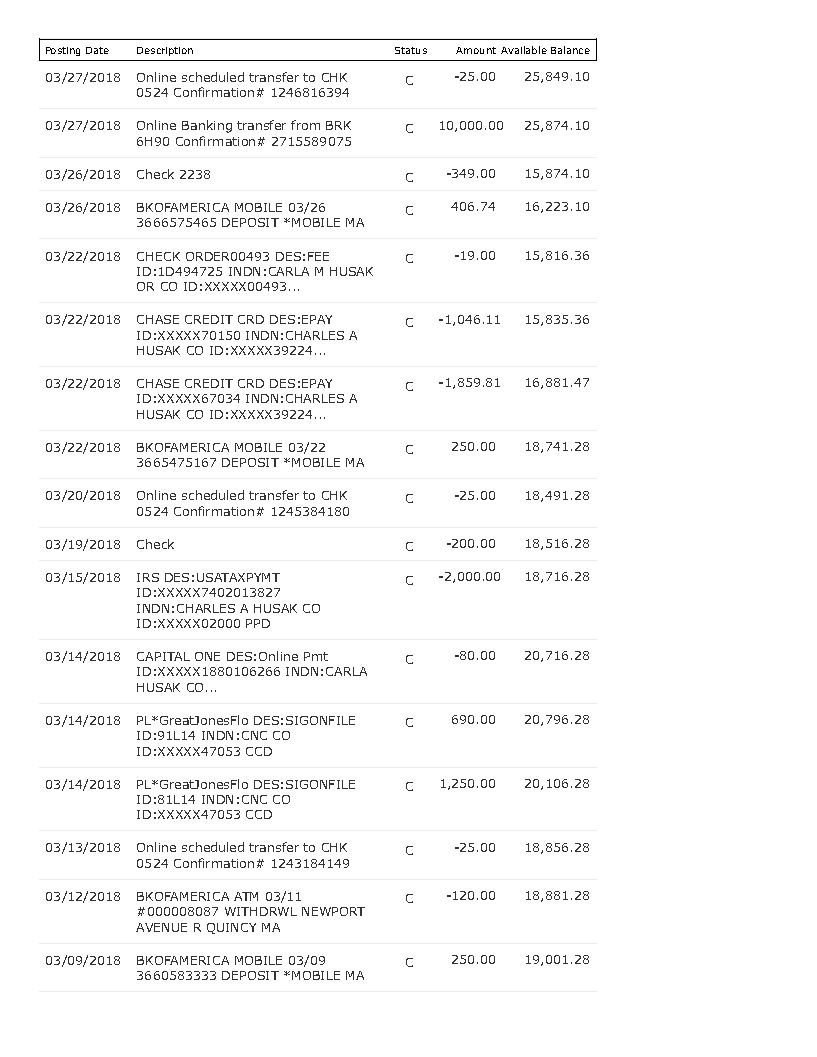 Posting Date Description Status Amount Available Balance
03/27/2018 Online scheduled transfer to CHK C -25.00 25,849.10
0524 Confirmation# 1246816394
03/27/2018 Online Banking transfer from BRK C 10,000.00 25,874.10
6H90 Confirmation# 2715589075
03/26/2018 Check 2238 C -349.00 15,874.10
03/26/2018 BKOFAMERICA MOBILE 03/26 C 406.74 16,223.10
3666575465 DEPOSIT *MOBILE MA
03/22/2018 CHECK ORDER00493 DES:FEE C -19.00 15,816.36
ID:1D494725 INDN:CARLA M HUSAK
OR CO ID:XXXXX00493...
03/22/2018 CHASE CREDIT CRD DES:EPAY C -1,046.11 15,835.36
ID:XXXXX70150 INDN:CHARLES A
HUSAK CO ID:XXXXX39224...
03/22/2018 CHASE CREDIT CRD DES:EPAY C -1,859.81 16,881.47
ID:XXXXX67034 INDN:CHARLES A
HUSAK CO ID:XXXXX39224...
03/22/2018 BKOFAMERICA MOBILE 03/22 C 250.00 18,741.28
3665475167 DEPOSIT *MOBILE MA
03/20/2018 Online scheduled transfer to CHK C -25.00 18,491.28
0524 Confirmation# 1245384180
03/19/2018 Check C -200.00 18,516.28
03/15/2018 IRS DES:USATAXPYMT C -2,000.00 18,716.28
ID:XXXXX7402013827
INDN:CHARLES A HUSAK CO
ID:XXXXX02000 PPD
03/14/2018 CAPITAL ONE DES:Online Pmt C -80.00 20,716.28
ID:XXXXX1880106266 INDN:CARLA
HUSAK CO...
03/14/2018 PL*GreatJonesFlo DES:SIGONFILE C 690.00 20,796.28
ID:91L14 INDN:CNC CO
ID:XXXXX47053 CCD
03/14/2018 PL*GreatJonesFlo DES:SIGONFILE C 1,250.00 20,106.28
ID:81L14 INDN:CNC CO
ID:XXXXX47053 CCD
03/13/2018 Online scheduled transfer to CHK C -25.00 18,856.28
0524 Confirmation# 1243184149
03/12/2018 BKOFAMERICA ATM 03/11 C -120.00 18,881.28
#000008087 WITHDRWL NEWPORT
AVENUE R QUINCY MA
03/09/2018 BKOFAMERICA MOBILE 03/09 C 250.00 19,001.28
3660583333 DEPOSIT *MOBILE MA